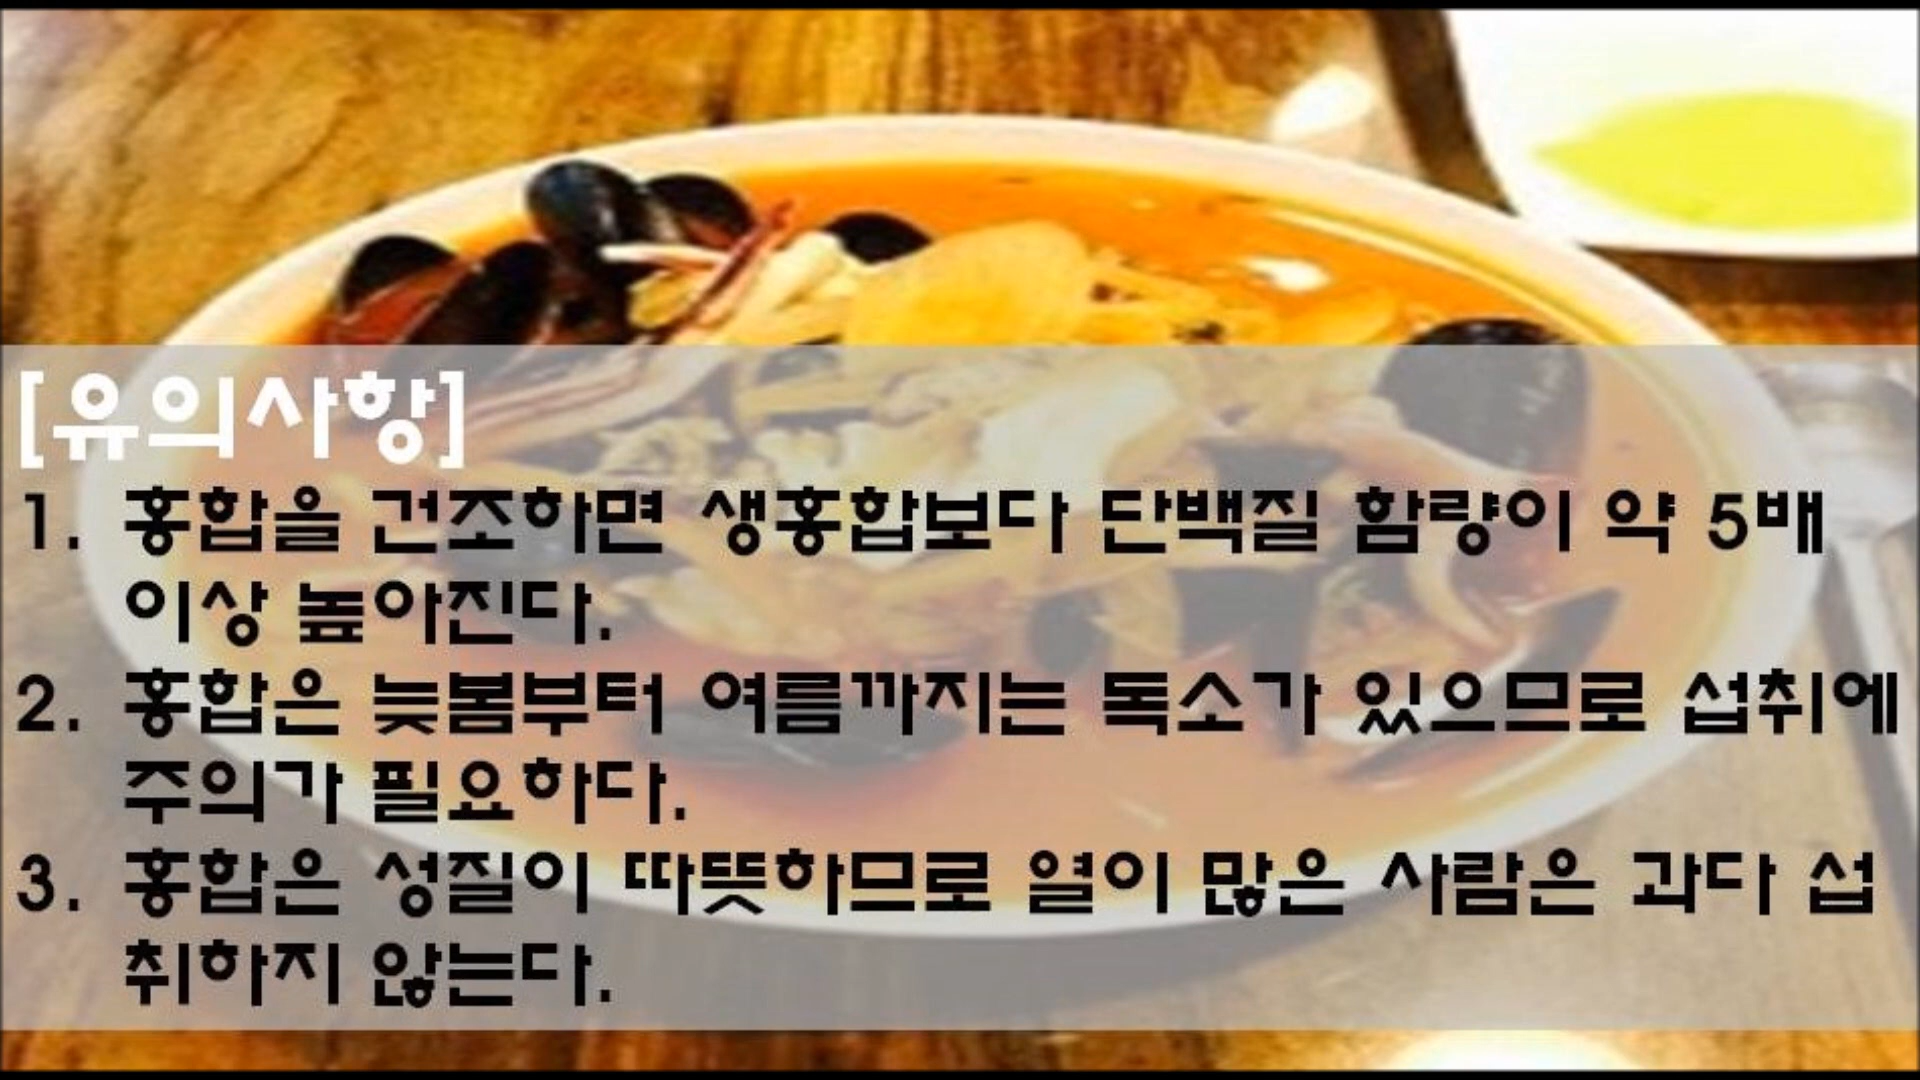 [유의사항]
1. 홍합을 건조하면 생홍합보다 단백질 함량이 약 5배
이상 높아진다.
2. 홍합은 늦봄부터 여름까지는 독소가 있으므로 섭취에
주의가 필요하다.
3. 홍합은 성질이 따뜻하므로 열이 많은 사람은 과다 섭
취하지 않는다.